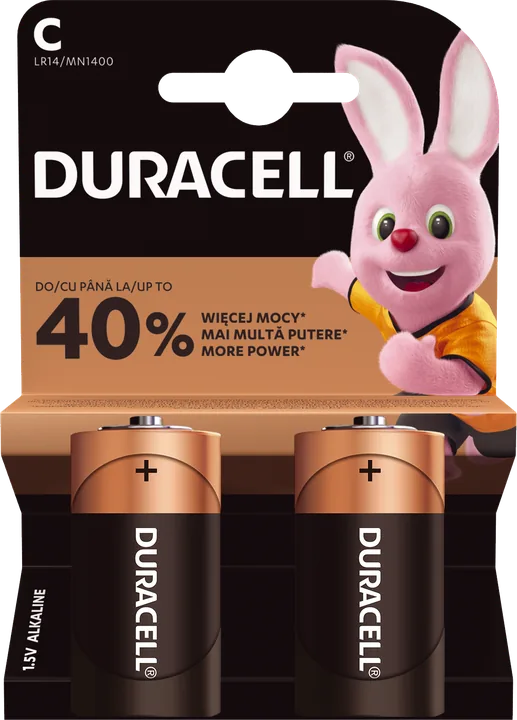 C
LR14/MN1400
DURACELL®
DO/CU PÂNĂ LA/UP TO
40%
WIĘCEJ MOCY*
MAI MULTĂ PUTERE*
MORE POWER*
+
+
DURACELL®
DURACELL®
1.5V ALKALINE